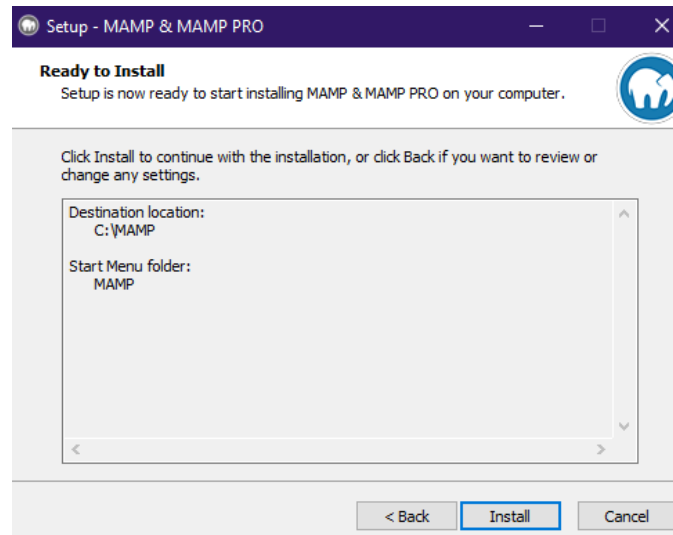 Setup - MAMP & MAMP PRO
Ready to Install
Setup is now ready to start installing MAMP & MAMP PRO on your computer.
Click Install to continue with the installation, or click Back if you want to review or
change any settings.
Destination location:
C:\MAMP
Start Menu folder:
MAMP
< Back
Install
Cancel